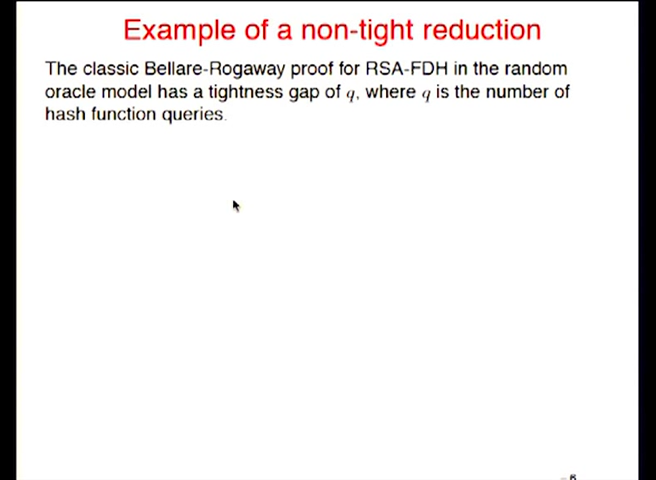 Example of a non-tight reduction
The classic Bellare-Rogaway proof for RSA-FDH in the random
oracle model has a tightness gap of q, where q is the number of
hash function queries.